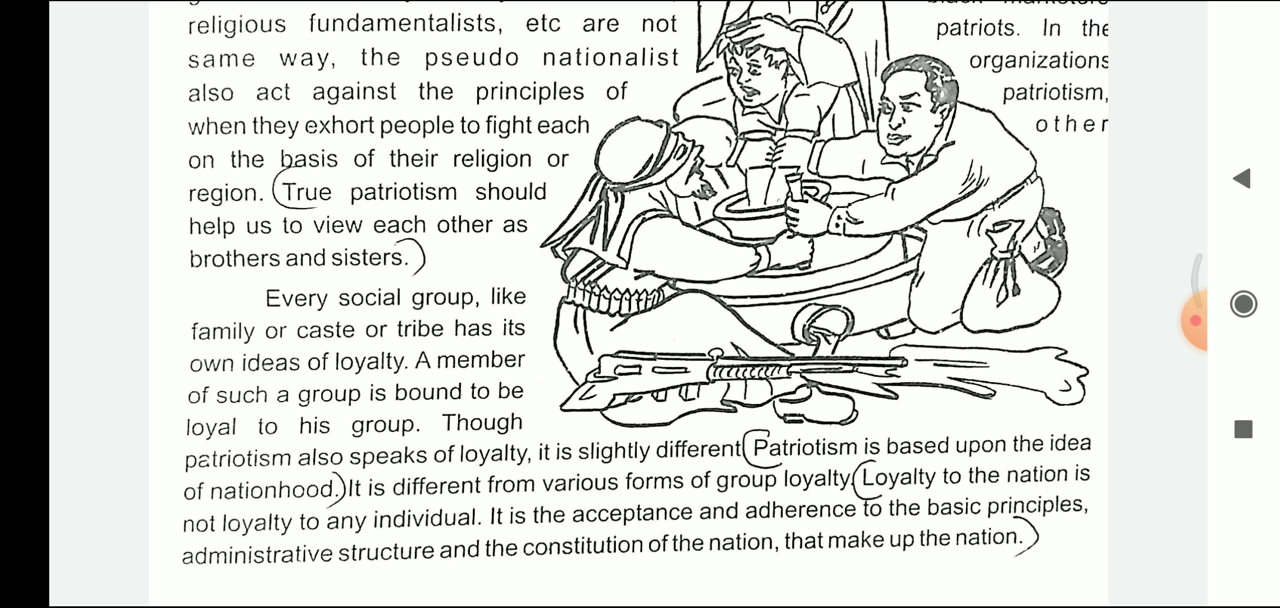 religious fundamentalists, etc are not patriots. In the
same way, the pseudo nationalist organizations
also act against the principles of patriotism,
when they exhort people to fight each other
on the basis of their religion or
region. (True patriotism should
help us to view each other as
brothers and sisters.)
Every social group, like
family or caste or tribe has its
own ideas of loyalty. A member
of such a group is bound to be
loyal to his group. Though
patriotism also speaks of loyalty, it is slightly different (Patriotism is based upon the idea
of nationhood.) It is different from various forms of group loyalty (Loyalty to the nation is
not loyalty to any individual. It is the acceptance and adherence to the basic principles,
administrative structure and the constitution of the nation, that make up the nation.)